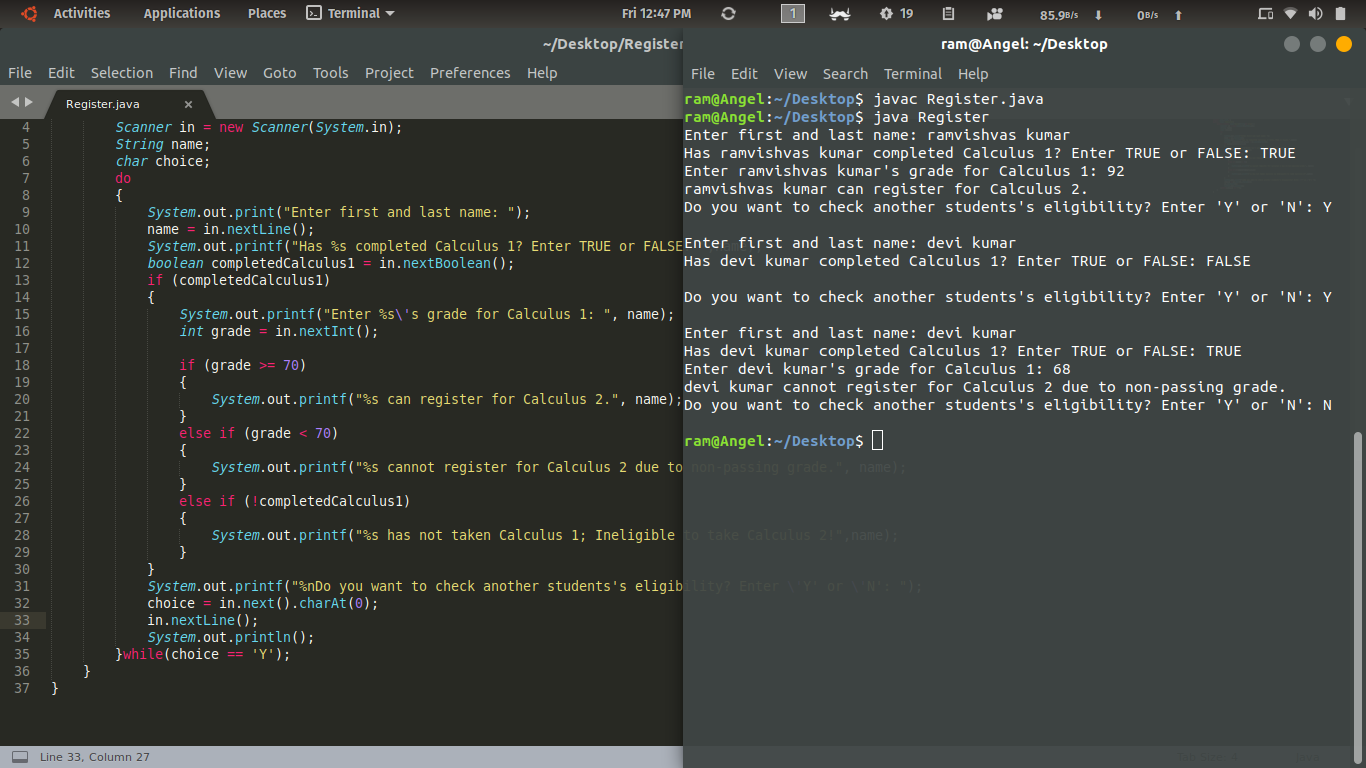 Activities Applications Places Terminal Fri 12:47 PM 1 19 85.9B/s 0B/s
~/Desktop/Register
File Edit Selection Find View Goto Tools Project Preferences Help
Register.java ×
4 Scanner in = new Scanner(System.in);
5 String name;
6 char choice;
7 do
8 {
9 System.out.print("Enter first and last name: ");
10 name = in.nextLine();
11 System.out.printf("Has %s completed Calculus 1? Enter TRUE or FALSE
12 boolean completedCalculus1 = in.nextBoolean();
13 if (completedCalculus1)
14 {
15 System.out.printf("Enter %s\'s grade for Calculus 1: ", name);
16 int grade = in.nextInt();
17
18 if (grade >= 70)
19 {
20 System.out.printf("%s can register for Calculus 2.", name);
21 }
22 else if (grade < 70)
23 {
24 System.out.printf("%s cannot register for Calculus 2 due to non-passing grade.", name);
25 }
26 else if (!completedCalculus1)
27 {
28 System.out.printf("%s has not taken Calculus 1; Ineligible to take Calculus 2!",name);
29 }
30 }
31 System.out.printf("%nDo you want to check another students's eligibility? Enter \'Y' or \'N': ");
32 choice = in.next().charAt(0);
33 in.nextLine();
34 System.out.println();
35 }while(choice == 'Y');
36 }
37 }
Line 33, Column 27
ram@Angel: ~/Desktop
File Edit View Search Terminal Help
ram@Angel:~/Desktop$ javac Register.java
ram@Angel:~/Desktop$ java Register
Enter first and last name: ramvishvas kumar
Has ramvishvas kumar completed Calculus 1? Enter TRUE or FALSE: TRUE
Enter ramvishvas kumar's grade for Calculus 1: 92
ramvishvas kumar can register for Calculus 2.
Do you want to check another students's eligibility? Enter 'Y' or 'N': Y
Enter first and last name: devi kumar
Has devi kumar completed Calculus 1? Enter TRUE or FALSE: FALSE
Do you want to check another students's eligibility? Enter 'Y' or 'N': Y
Enter first and last name: devi kumar
Has devi kumar completed Calculus 1? Enter TRUE or FALSE: TRUE
Enter devi kumar's grade for Calculus 1: 68
devi kumar cannot register for Calculus 2 due to non-passing grade.
Do you want to check another students's eligibility? Enter 'Y' or 'N': N
ram@Angel:~/Desktop$